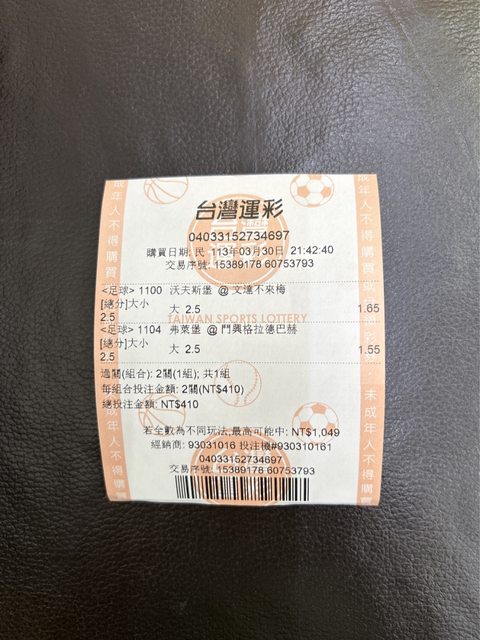 台灣運彩
04033152734697
購買日期: 民 113年03月30日 21:42:40
交易序號: 15389178 60753793
<足球> 1100 沃夫斯堡 @ 文達不來梅
[總分]大小
2.5 大 2.5 1.65
TAIWAN SPORTS LOTTERY
<足球> 1104 弗萊堡 @ 門興格拉德巴赫
[總分]大小
2.5 大 2.5 1.55
過關(組合): 2關(1組); 共1組
每組合投注金額: 2關(NT$410)
總投注金額: NT$410
若全數為不同玩法,最高可能中: NT$1,049
經銷商: 93031016 投注機#930310161
04033152734697
交易序號: 15389178 60753793
未成年人不得購買
成年人不得購買